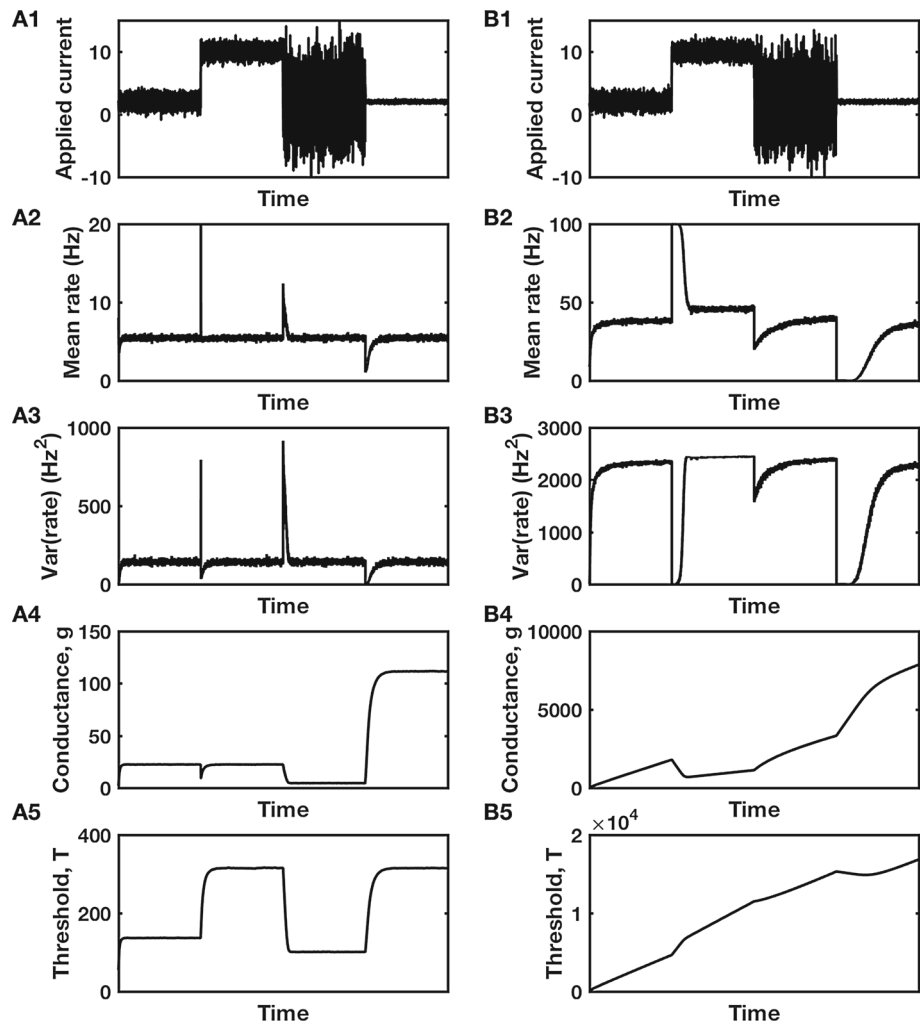 A1
Applied current
10
0
-10
Time
B1
Applied current
10
0
-10
Time
A2
Mean rate (Hz)
20
10
0
Time
B2
Mean rate (Hz)
100
50
0
Time
A3
Var(rate) (Hz²)
1000
500
0
Time
B3
Var(rate) (Hz²)
3000
2000
1000
0
Time
A4
Conductance, g
150
100
50
0
Time
B4
Conductance, g
10000
5000
0
Time
A5
Threshold, T
400
200
0
Time
B5
Threshold, T
×10⁴
2
1
0
Time